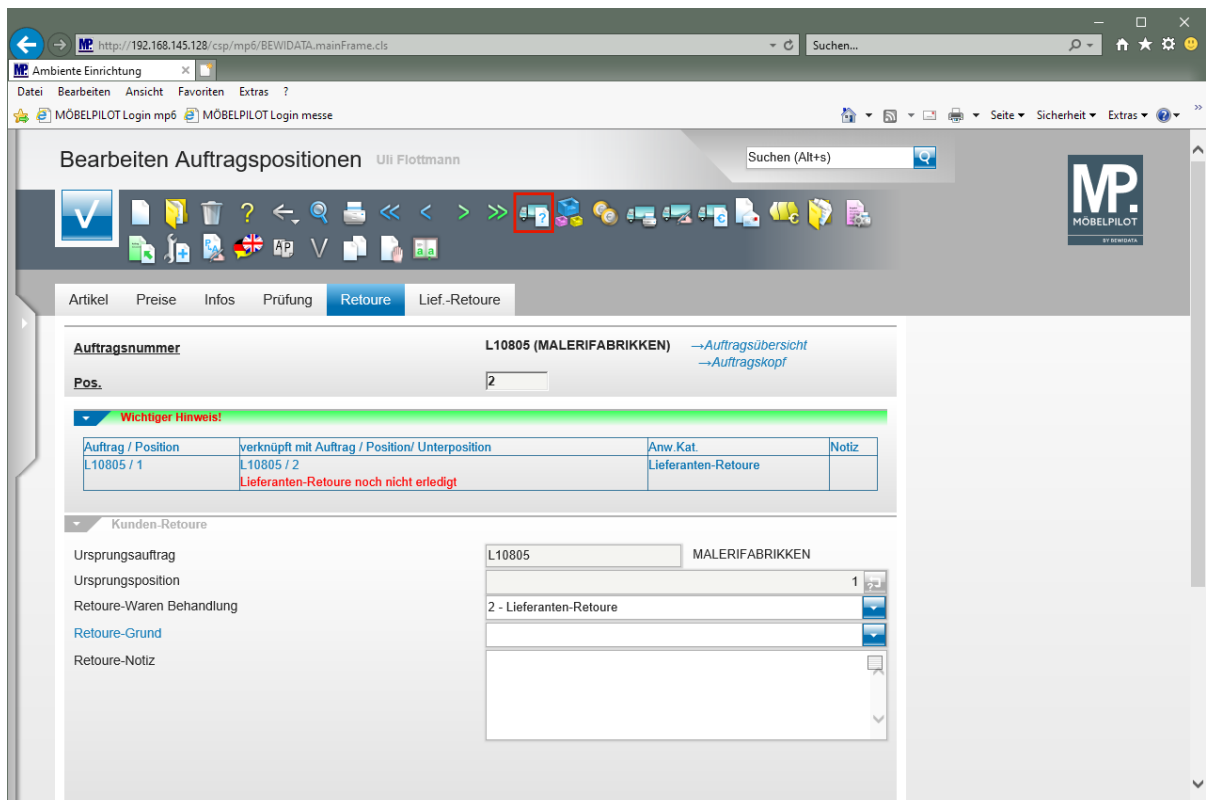 http://192.168.145.128/csp/mp6/BEWIDATA.mainFrame.cls
Suchen...
MP. Ambiente Einrichtung
Datei Bearbeiten Ansicht Favoriten Extras ?
MÖBELPILOT Login mp6 MÖBELPILOT Login messe
Seite Sicherheit Extras
Bearbeiten Auftragspositionen Uli Flottmann
Suchen (Alt+s)
MP.
MÖBELPILOT
BY BEWIDATA
Artikel Preise Infos Prüfung Retoure Lief.-Retoure
Auftragsnummer L10805 (MALERIFABRIKKEN) →Auftragsübersicht
→Auftragskopf
Pos. 2
Wichtiger Hinweis!
Auftrag / Position verknüpft mit Auftrag / Position/ Unterposition Anw.Kat. Notiz
L10805 / 1 L10805 / 2 Lieferanten-Retoure
Lieferanten-Retoure noch nicht erledigt
Kunden-Retoure
Ursprungsauftrag L10805 MALERIFABRIKKEN
Ursprungsposition 1
Retoure-Waren Behandlung 2 - Lieferanten-Retoure
Retoure-Grund
Retoure-Notiz